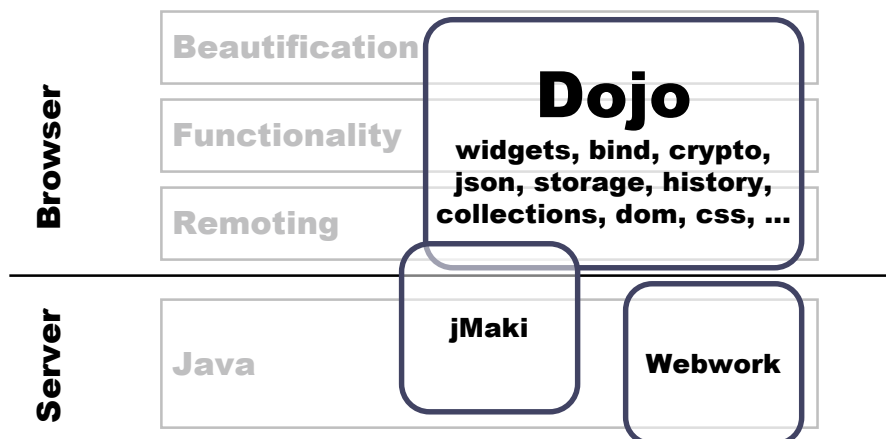 Beautification
Dojo
Functionality
widgets, bind, crypto,
json, storage, history,
collections, dom, css, ...
Remoting
Browser
jMaki
Webwork
Java
Server